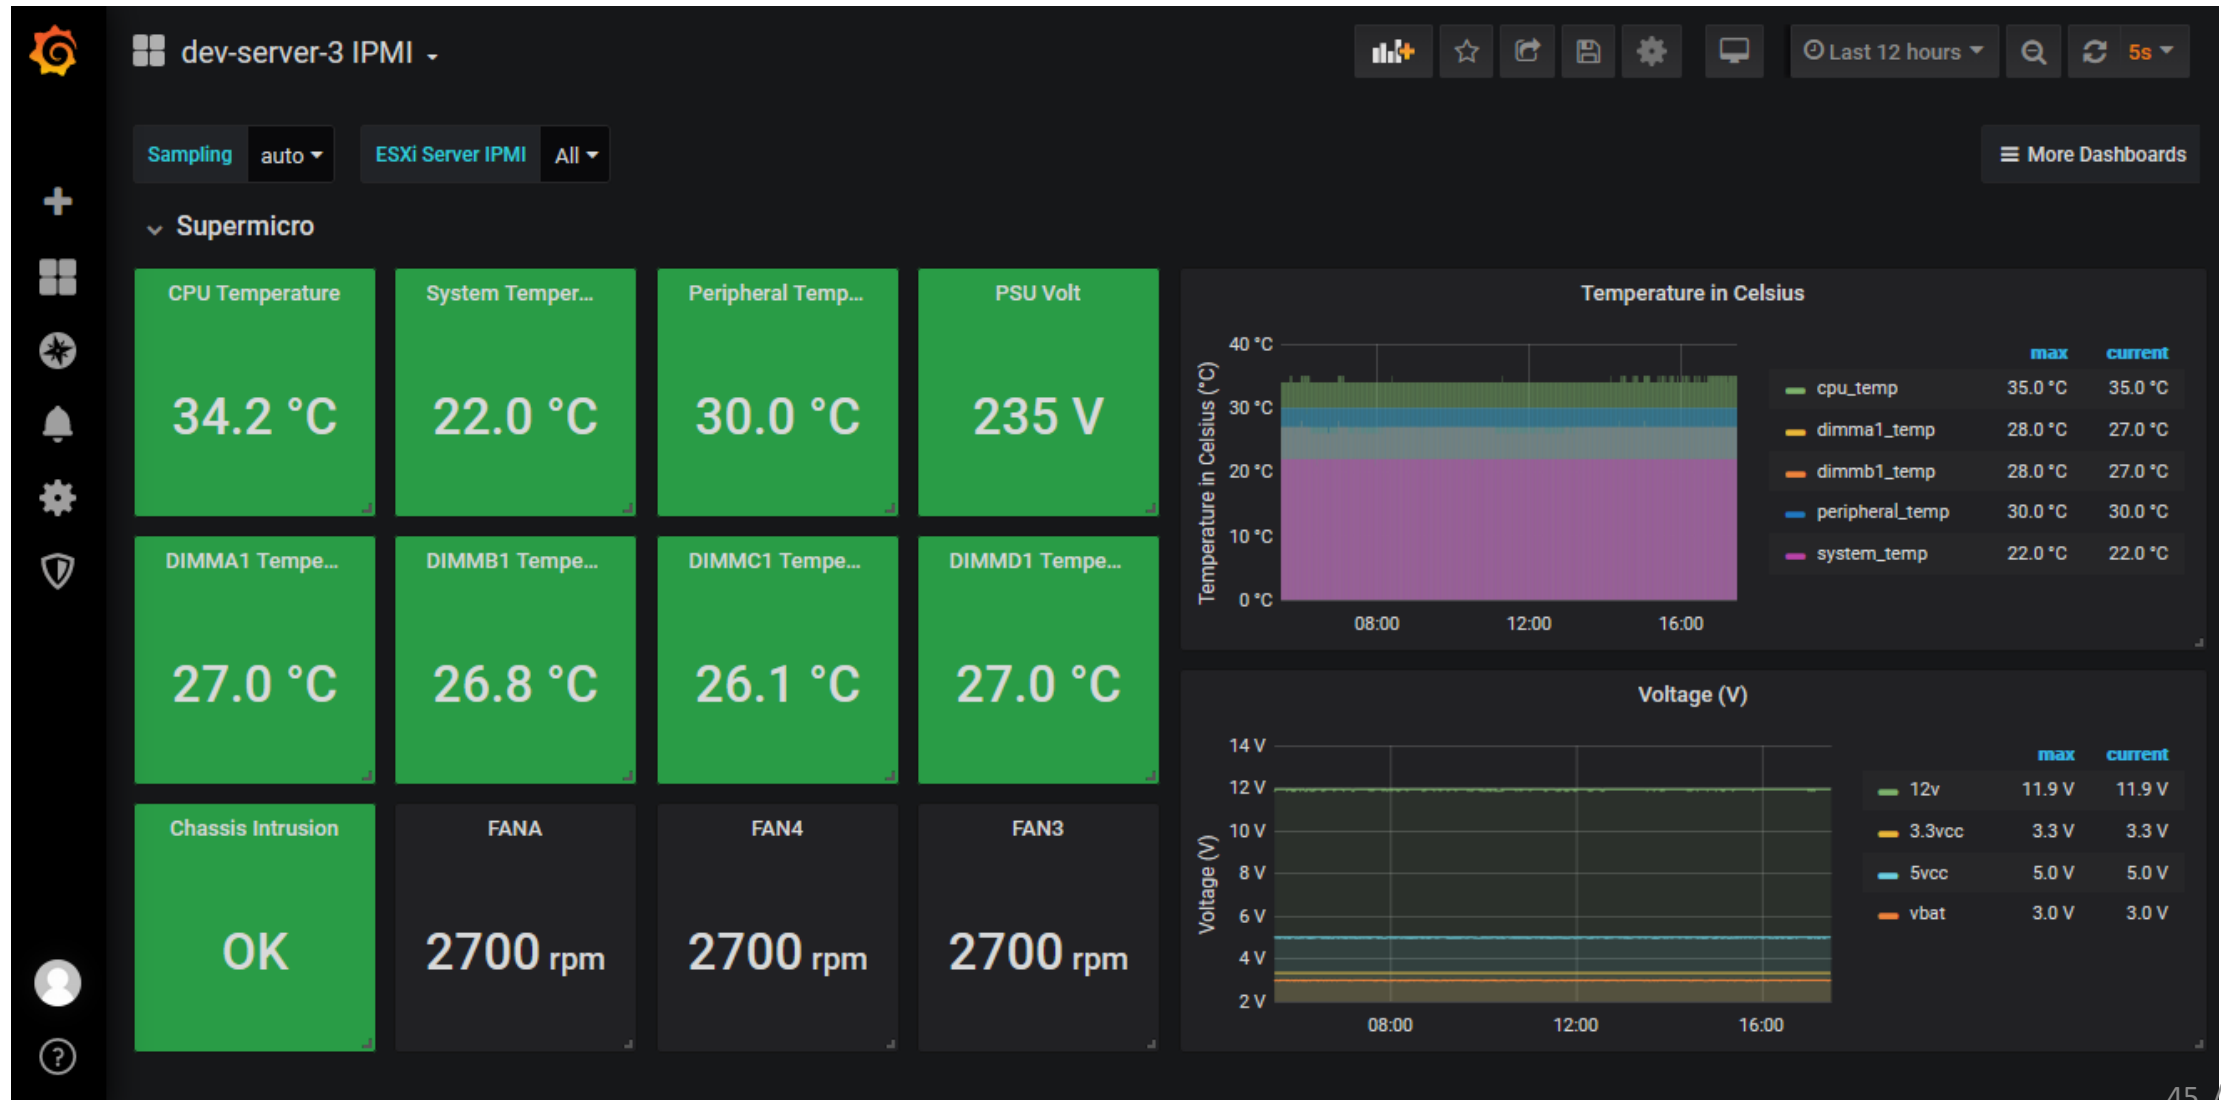 dev-server-3 IPMI
Last 12 hours
5s
Sampling auto
ESXi Server IPMI All
More Dashboards
Supermicro
CPU Temperature
34.2 °C
System Temper...
22.0 °C
Peripheral Temp...
30.0 °C
PSU Volt
235 V
DIMMA1 Tempe...
27.0 °C
DIMMB1 Tempe...
26.8 °C
DIMMC1 Tempe...
26.1 °C
DIMMD1 Tempe...
27.0 °C
Chassis Intrusion
OK
FANA
2700 rpm
FAN4
2700 rpm
FAN3
2700 rpm
Temperature in Celsius
Temperature in Celsius (°C)
40 °C
30 °C
20 °C
10 °C
0 °C
08:00 12:00 16:00
max current
cpu_temp 35.0 °C 35.0 °C
dimma1_temp 28.0 °C 27.0 °C
dimmb1_temp 28.0 °C 27.0 °C
peripheral_temp 30.0 °C 30.0 °C
system_temp 22.0 °C 22.0 °C
Voltage (V)
Voltage (V)
14 V
12 V
10 V
8 V
6 V
4 V
2 V
08:00 12:00 16:00
max current
12v 11.9 V 11.9 V
3.3vcc 3.3 V 3.3 V
5vcc 5.0 V 5.0 V
vbat 3.0 V 3.0 V
45